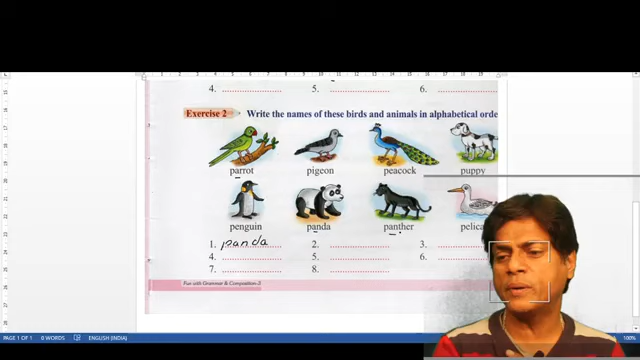 4. ........................ 5. ........................ 6. ........................
Exercise 2 Write the names of these birds and animals in alphabetical orde
parrot pigeon peacock puppy
penguin panda panther pelica
1. panda 2. ........................ 3. ........................
4. ........................ 5. ........................ 6. ........................
7. ........................ 8. ........................
Fun with Grammar & Composition-3
PAGE 1 OF 1 0 WORDS ENGLISH (INDIA) 100%